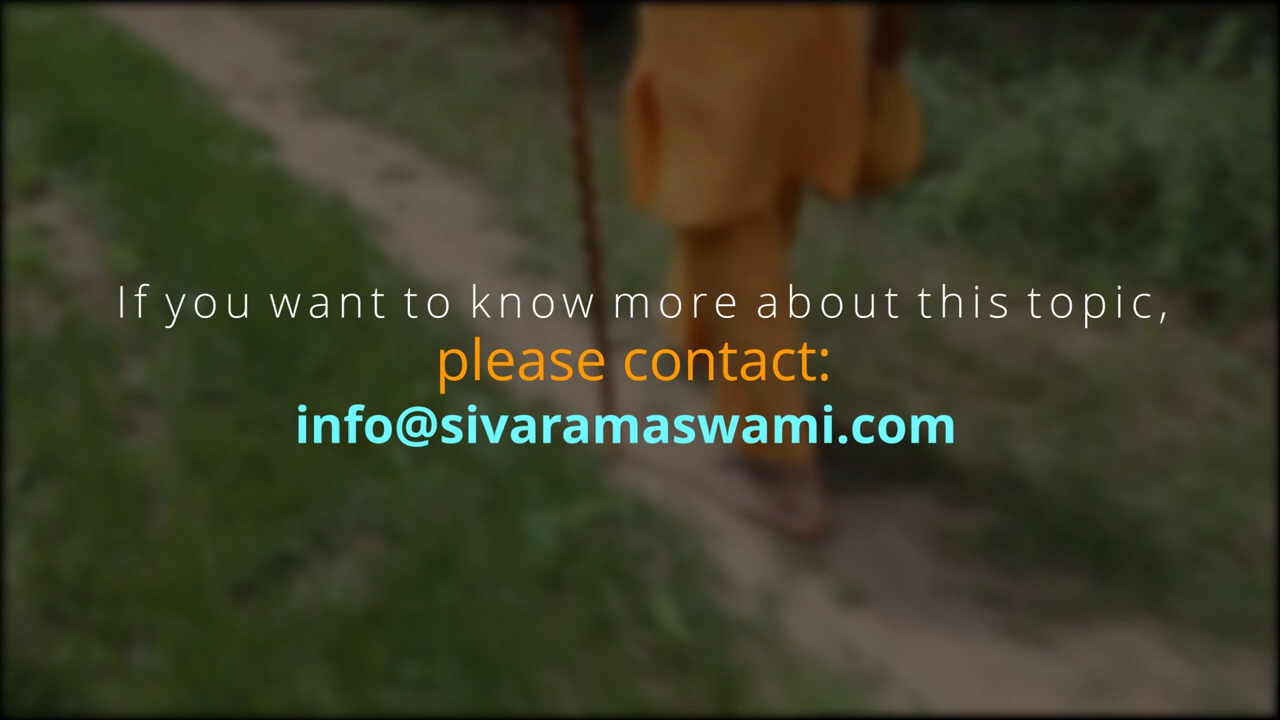 If you want to know more about this topic,
please contact:
info@sivaramaswami.com